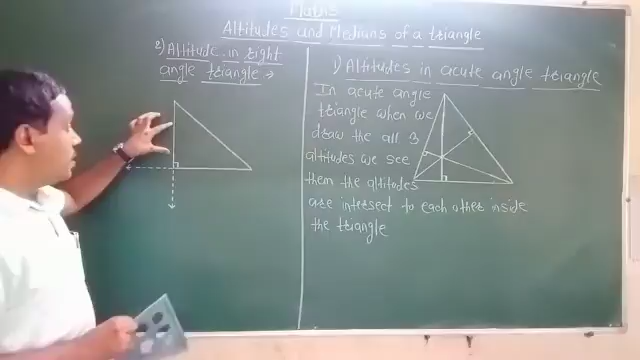 Maths
Altitudes and Medians of a triangle
2) Altitude in right
angle triangle →
1) Altitudes in acute angle triangle
In acute angle
triangle when we
draw the all 3
altitudes we see
them the altitudes
are intersect to each other inside
the triangle